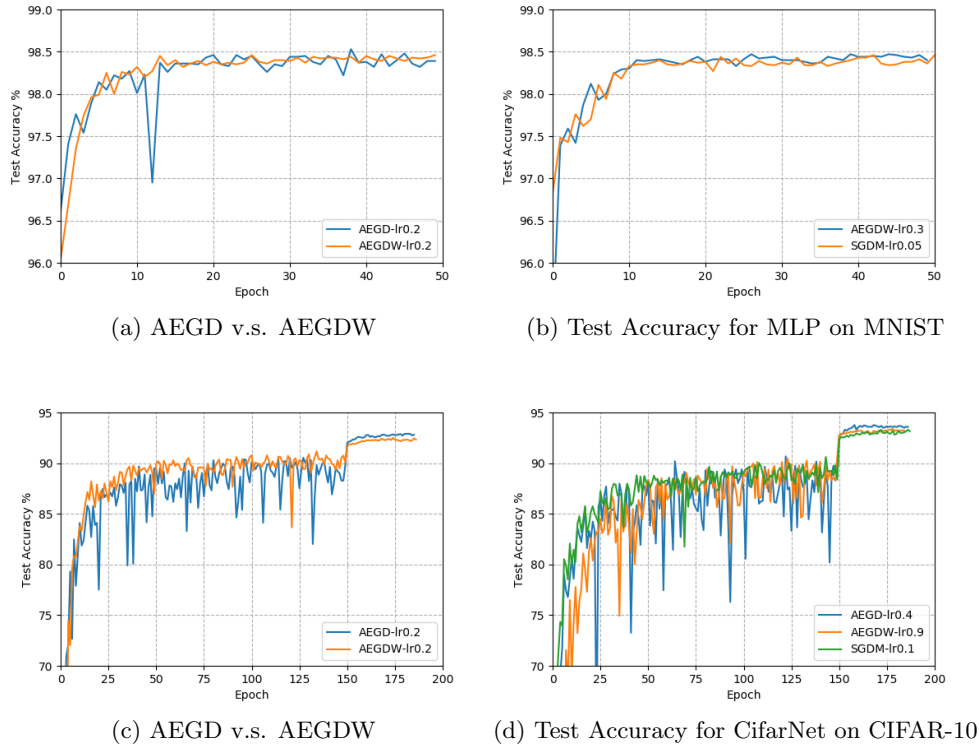 99.0
98.5
98.0
97.5
97.0
96.5
96.0
Test Accuracy %
0 10 20 30 40 50
Epoch
AEGD-lr0.2
AEGDW-lr0.2
(a) AEGD v.s. AEGDW
99.0
98.5
98.0
97.5
97.0
96.5
96.0
Test Accuracy %
0 10 20 30 40 50
Epoch
AEGDW-lr0.3
SGDM-lr0.05
(b) Test Accuracy for MLP on MNIST
95
90
85
80
75
70
Test Accuracy %
0 25 50 75 100 125 150 175 200
Epoch
AEGD-lr0.2
AEGDW-lr0.2
(c) AEGD v.s. AEGDW
95
90
85
80
75
70
Test Accuracy %
0 25 50 75 100 125 150 175 200
Epoch
AEGD-lr0.4
AEGDW-lr0.9
SGDM-lr0.1
(d) Test Accuracy for CifarNet on CIFAR-10